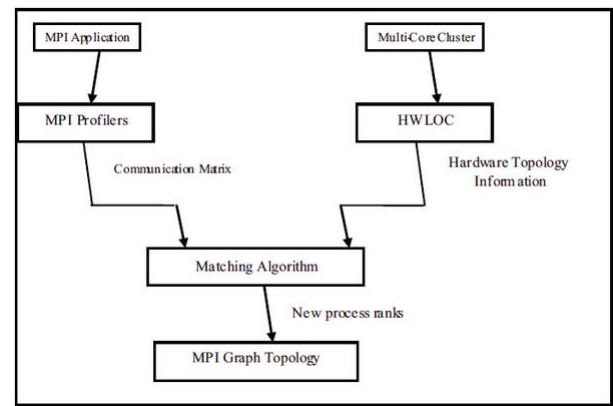 MPI Application
Multi-Core Cluster
MPI Profilers
HWLOC
Communication Matrix
Hardware Topology
Information
Matching Algorithm
New process ranks
MPI Graph Topology